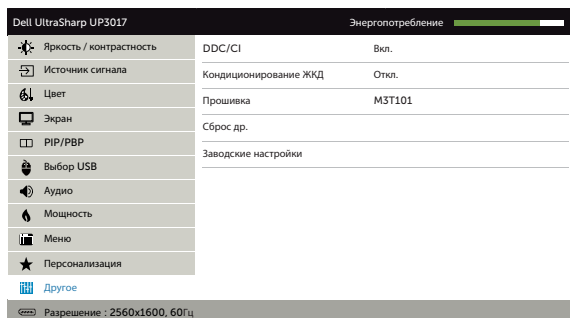 Dell UltraSharp UP3017
Энергопотребление
Яркость / контрастность
Источник сигнала
Цвет
Экран
PIP/PBP
Выбор USB
Аудио
Мощность
Меню
Персонализация
Другое
DDC/CI Вкл.
Кондиционирование ЖКД Откл.
Прошивка M3T101
Сброс др.
Заводские настройки
Разрешение : 2560x1600, 60Гц